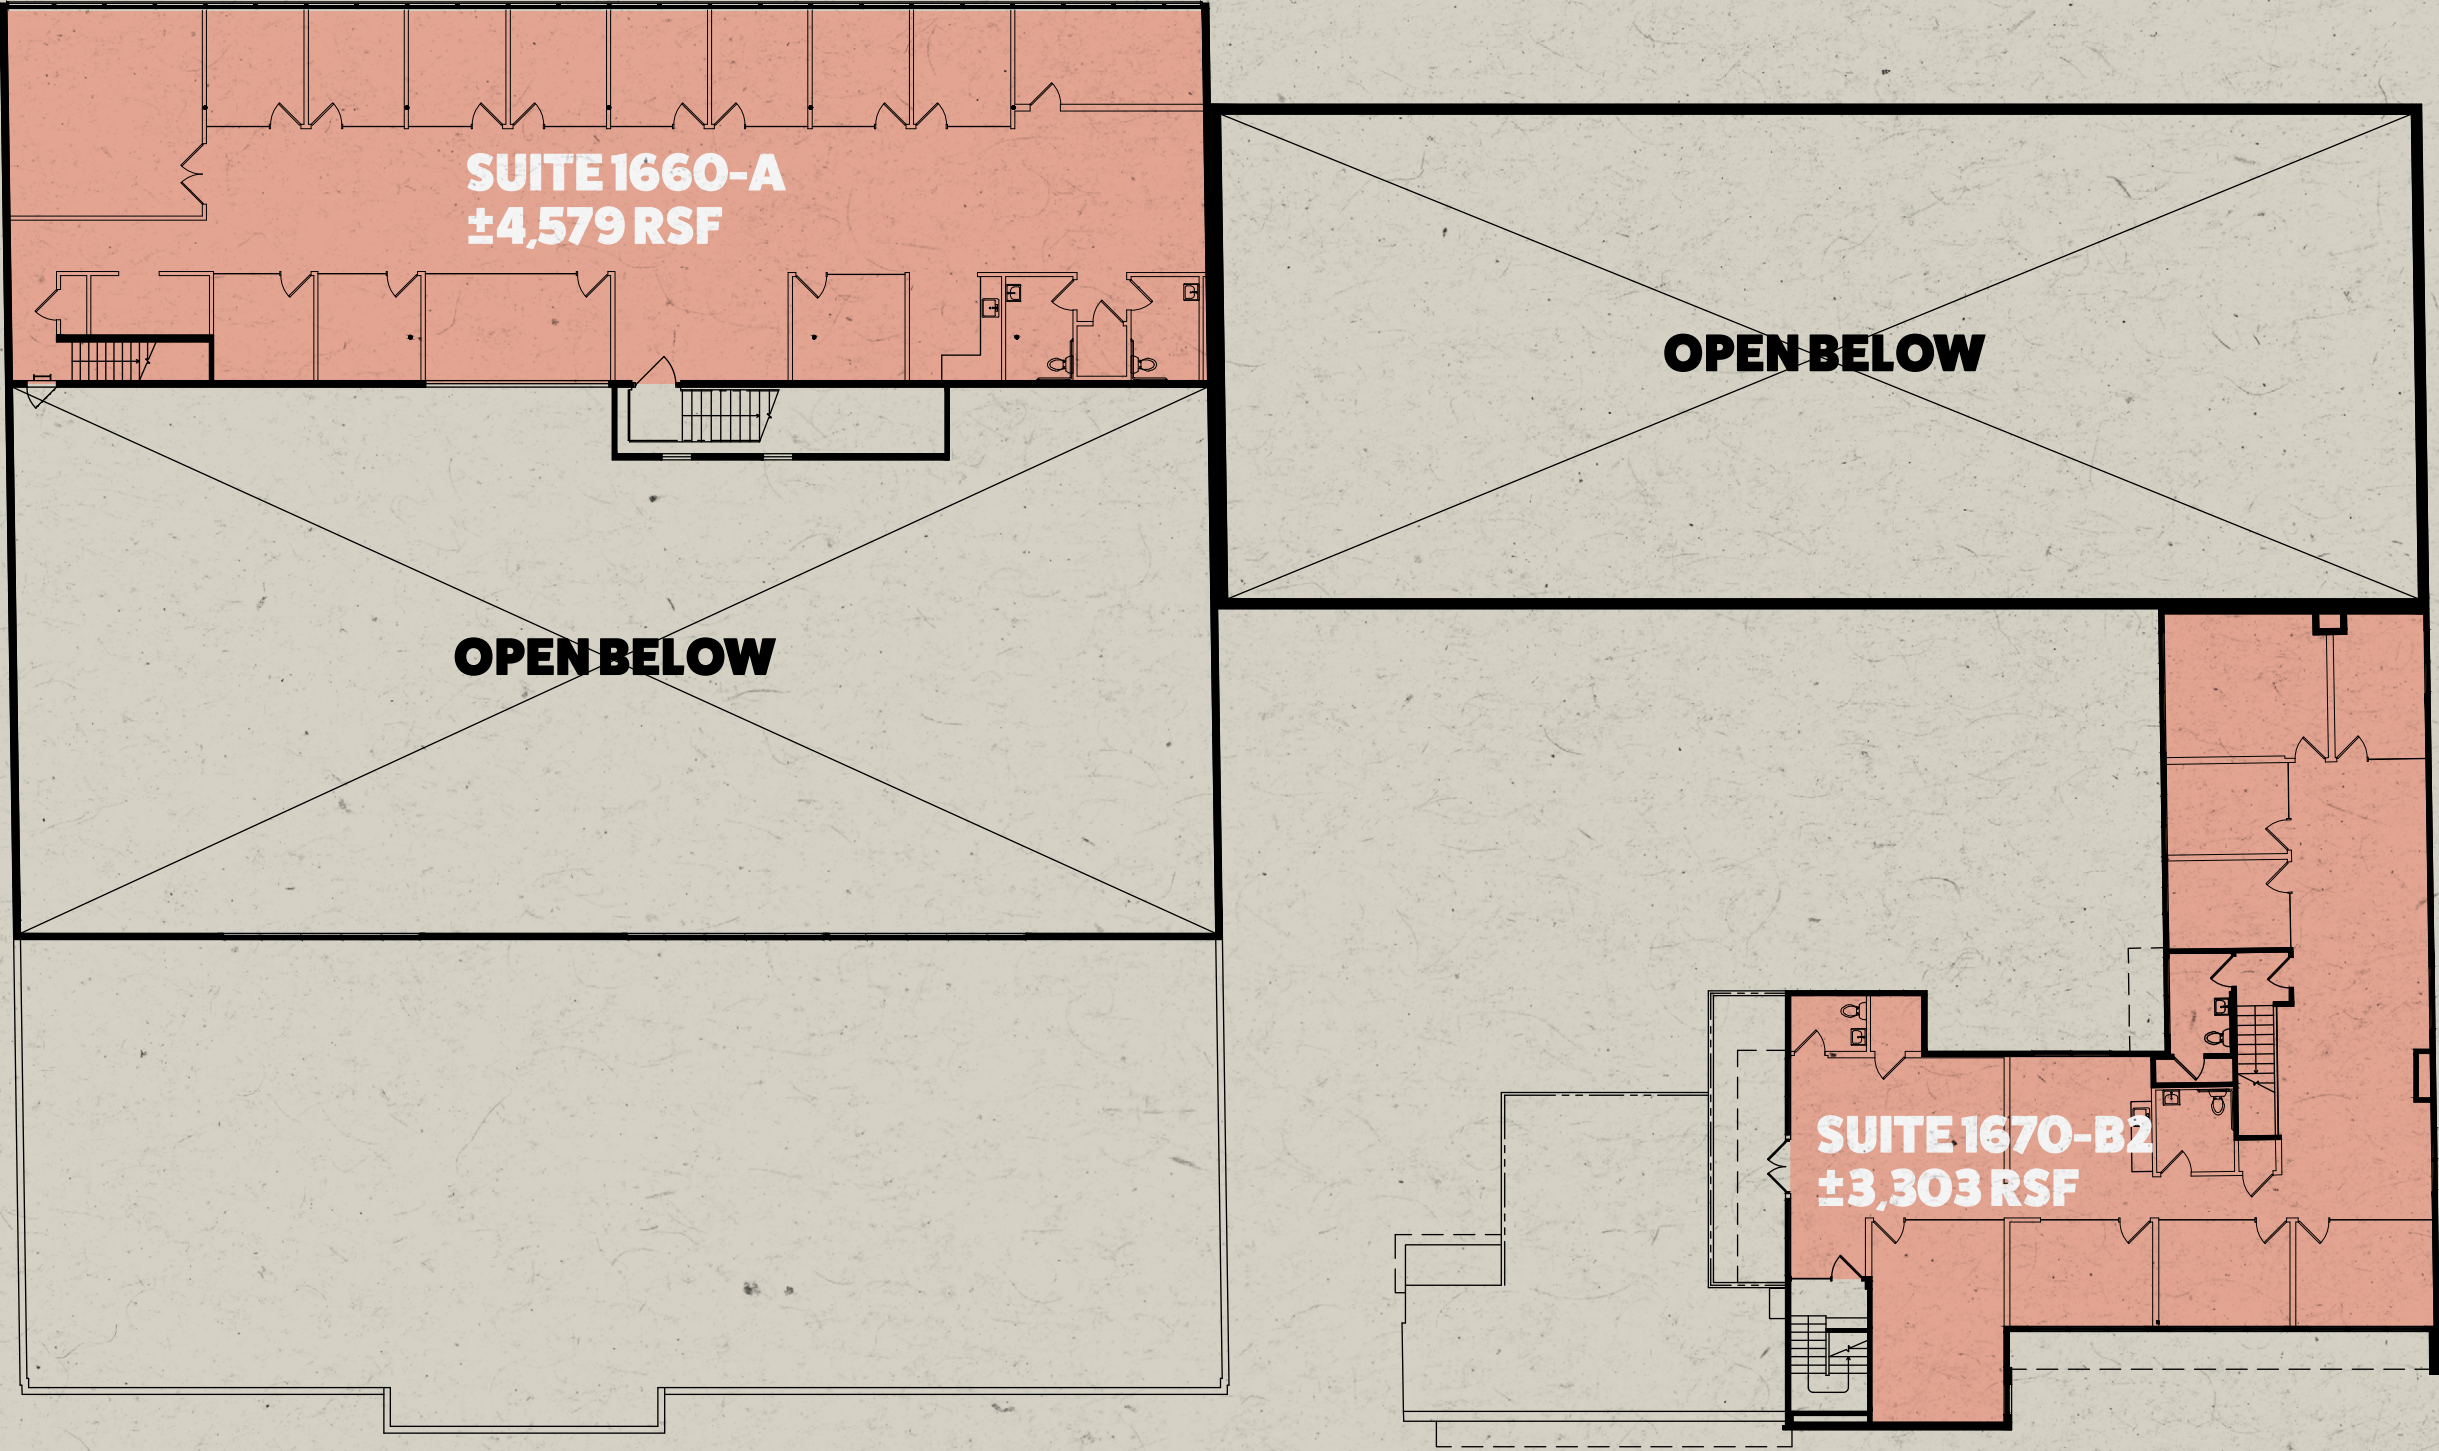 SUITE 1660-A
±4,579 RSF
OPEN BELOW
OPEN BELOW
SUITE 1670-B2
±3,303 RSF